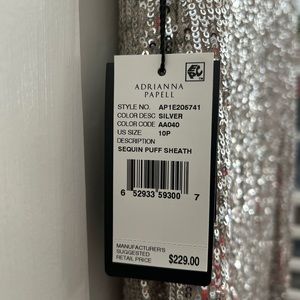 ADRIANNA
PAPELL
STYLE NO. AP1E205741
COLOR DESC SILVER
COLOR CODE AA040
US SIZE 10P
DESCRIPTION
SEQUIN PUFF SHEATH
6 52933 59300 7
MANUFACTURER'S
SUGGESTED
RETAIL PRICE $229.00